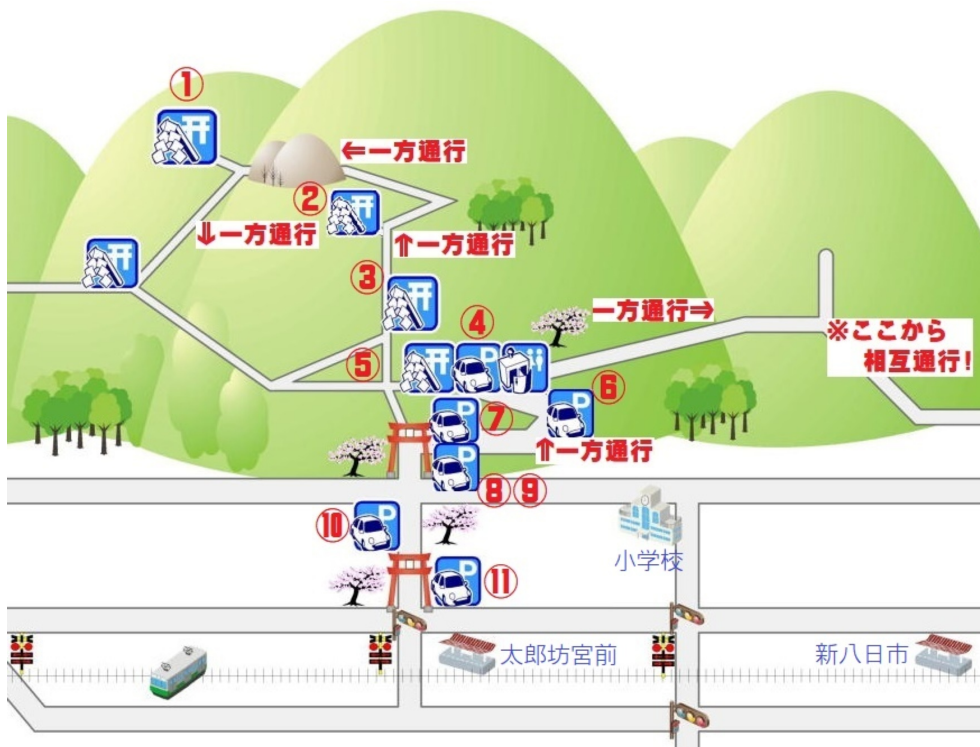 ①
⇐一方通行
②
⇓一方通行
⇑一方通行
③
④
一方通行⇒
⑤
※ここから
相互通行!
P
⑥
P
⑦
P
⇑一方通行
P
⑧⑨
⑩
P
小学校
P
⑪
太郎坊宮前
新八日市